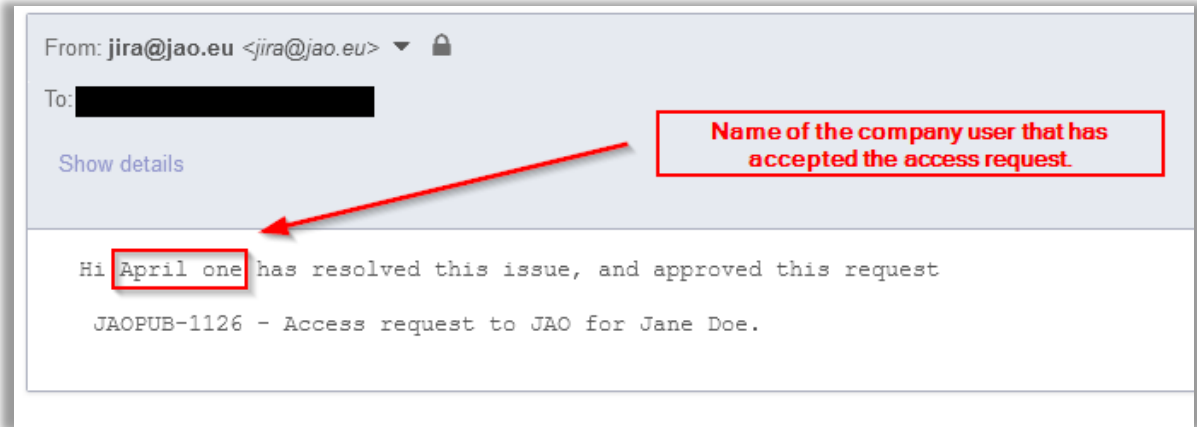 From: jira@jao.eu <jira@jao.eu>
To:
Name of the company user that has
accepted the access request.
Show details
Hi April one has resolved this issue, and approved this request
JAOPUB-1126 - Access request to JAO for Jane Doe.